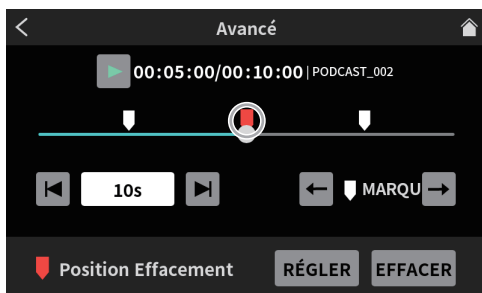 Avancé
00:05:00/00:10:00 | PODCAST_002
10s MARQU
Position Effacement RÉGLER EFFACER